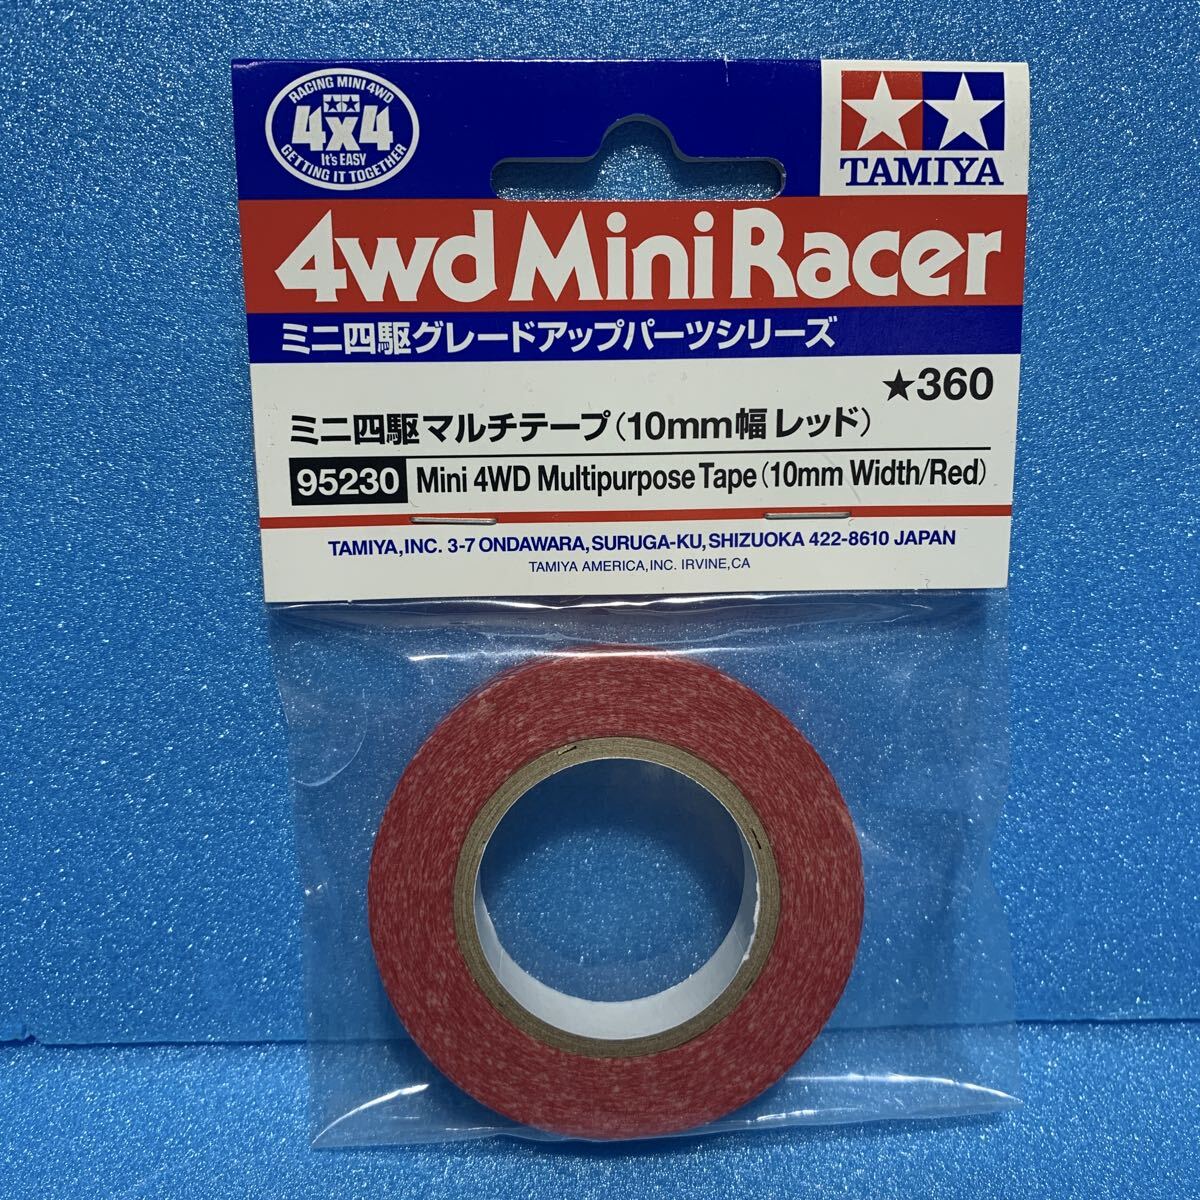 RACING MINI 4WD
4x4
It's EASY
GETTING IT TOGETHER
TAMIYA
4wd Mini Racer
ミニ四駆グレードアップパーツシリーズ
★360
ミニ四駆マルチテープ(10mm幅 レッド)
95230 Mini 4WD Multipurpose Tape (10mm Width/Red)
TAMIYA,INC. 3-7 ONDAWARA, SURUGA-KU, SHIZUOKA 422-8610 JAPAN
TAMIYA AMERICA,INC. IRVINE,CA